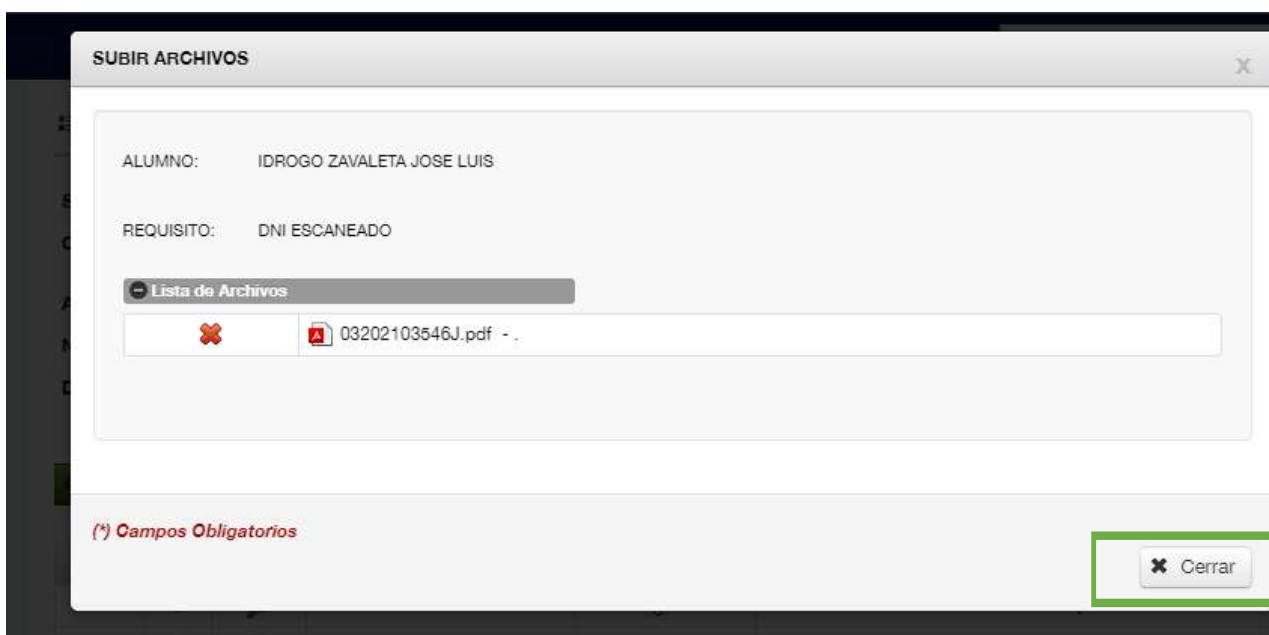 SUBIR ARCHIVOS
X
ALUMNO: IDROGO ZAVALETA JOSE LUIS
REQUISITO: DNI ESCANEADO
Lista de Archivos
03202103546J.pdf - .
(*) Campos Obligatorios
Cerrar